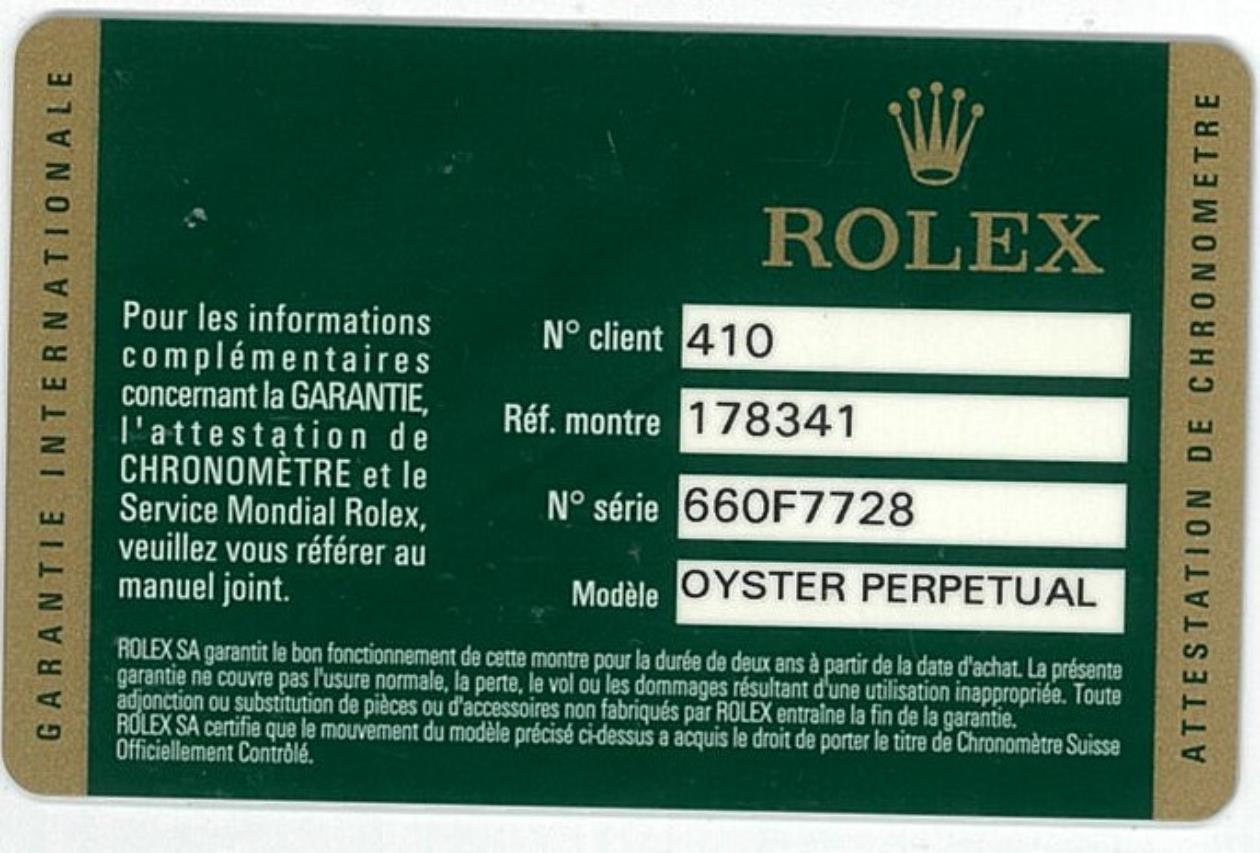 GARANTIE INTERNATIONALE
ROLEX
Pour les informations
complémentaires
concernant la GARANTIE,
l'attestation de
CHRONOMÈTRE et le
Service Mondial Rolex,
veuillez vous référer au
manuel joint.
N° client 410
Réf. montre 178341
N° série 660F7728
Modèle OYSTER PERPETUAL
ROLEX SA garantit le bon fonctionnement de cette montre pour la durée de deux ans à partir de la date d'achat. La présente
garantie ne couvre pas l'usure normale, la perte, le vol ou les dommages résultant d'une utilisation inappropriée. Toute
adjonction ou substitution de pièces ou d'accessoires non fabriqués par ROLEX entraîne la fin de la garantie.
ROLEX SA certifie que le mouvement du modèle précisé ci-dessus a acquis le droit de porter le titre de Chronomètre Suisse
Officiellement Contrôlé.
ATTESTATION DE CHRONOMETRE